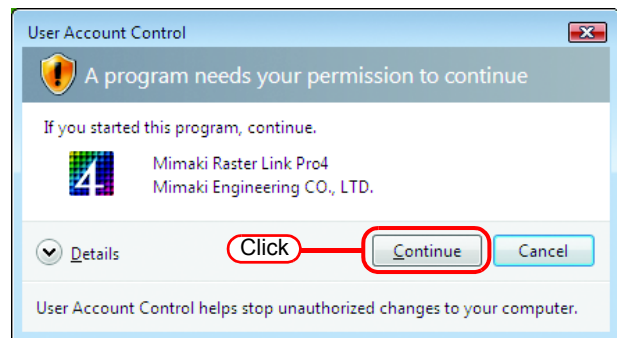 User Account Control
A program needs your permission to continue
If you started this program, continue.
4
Mimaki Raster Link Pro4
Mimaki Engineering CO., LTD.
Details
Click
Continue
Cancel
User Account Control helps stop unauthorized changes to your computer.